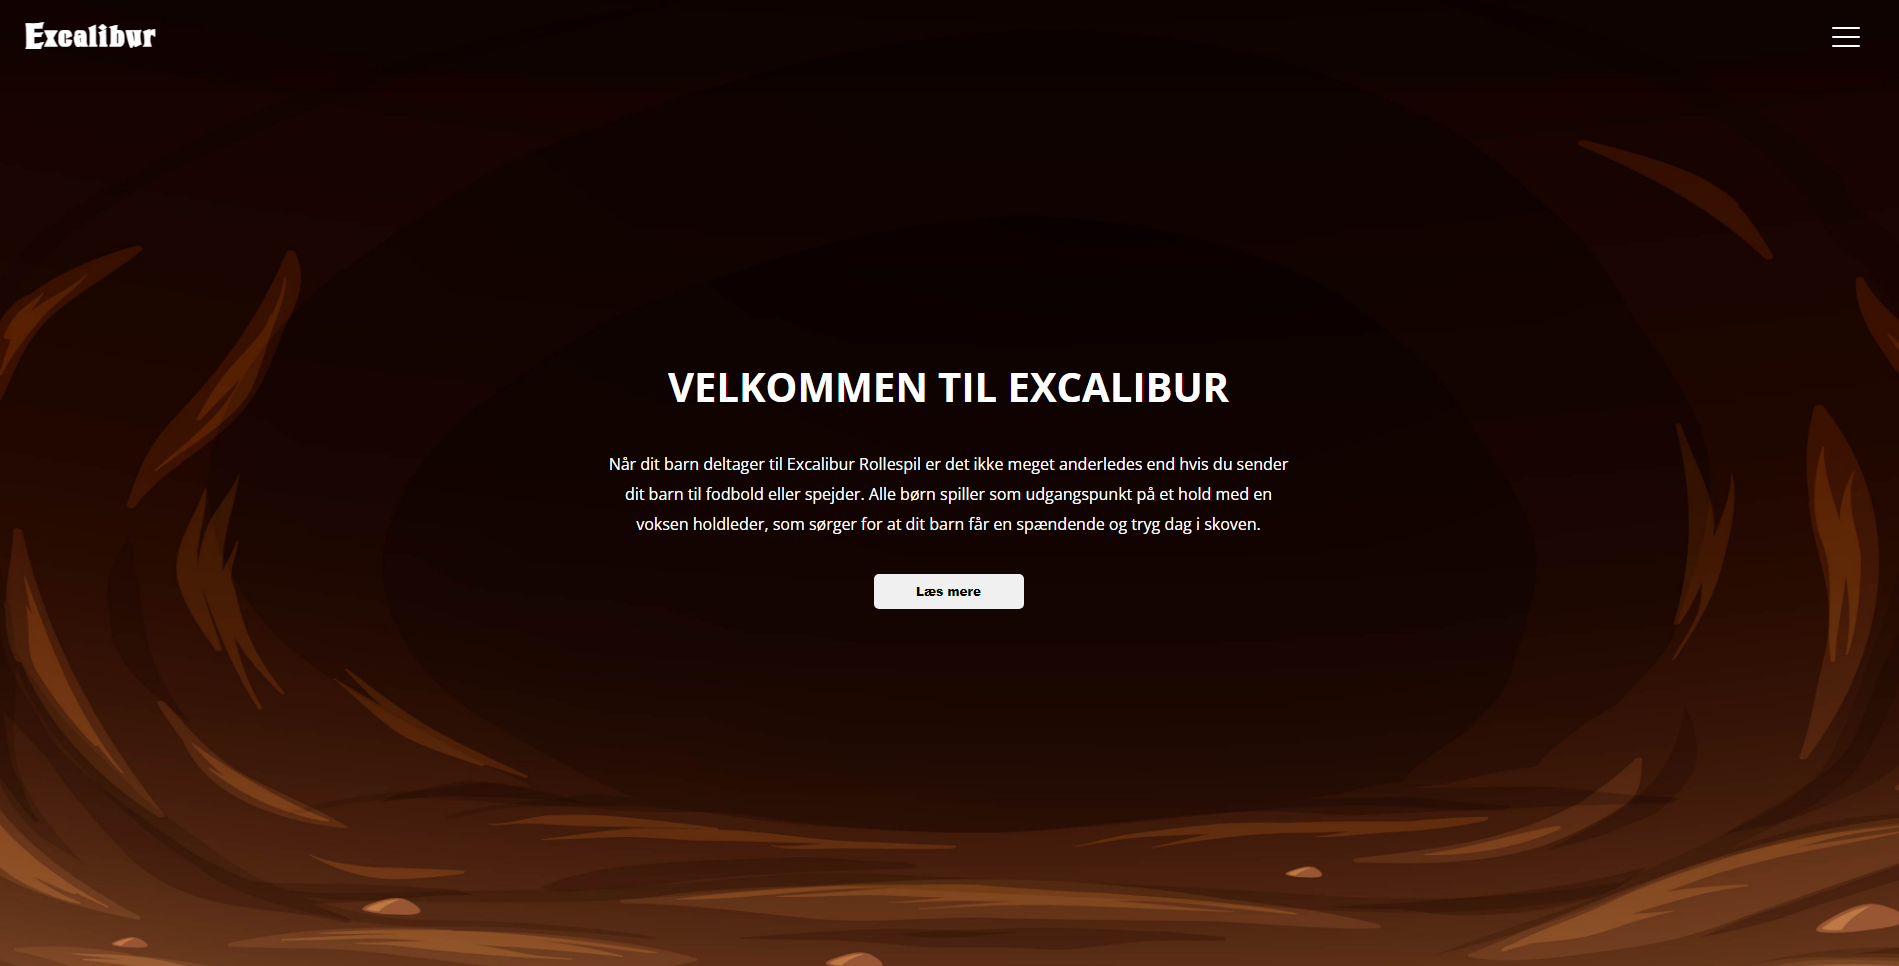 Excalibur
VELKOMMEN TIL EXCALIBUR
Når dit barn deltager til Excalibur Rollespil er det ikke meget anderledes end hvis du sender
dit barn til fodbold eller spejder. Alle børn spiller som udgangspunkt på et hold med en
voksen holdleder, som sørger for at dit barn får en spændende og tryg dag i skoven.
Læs mere